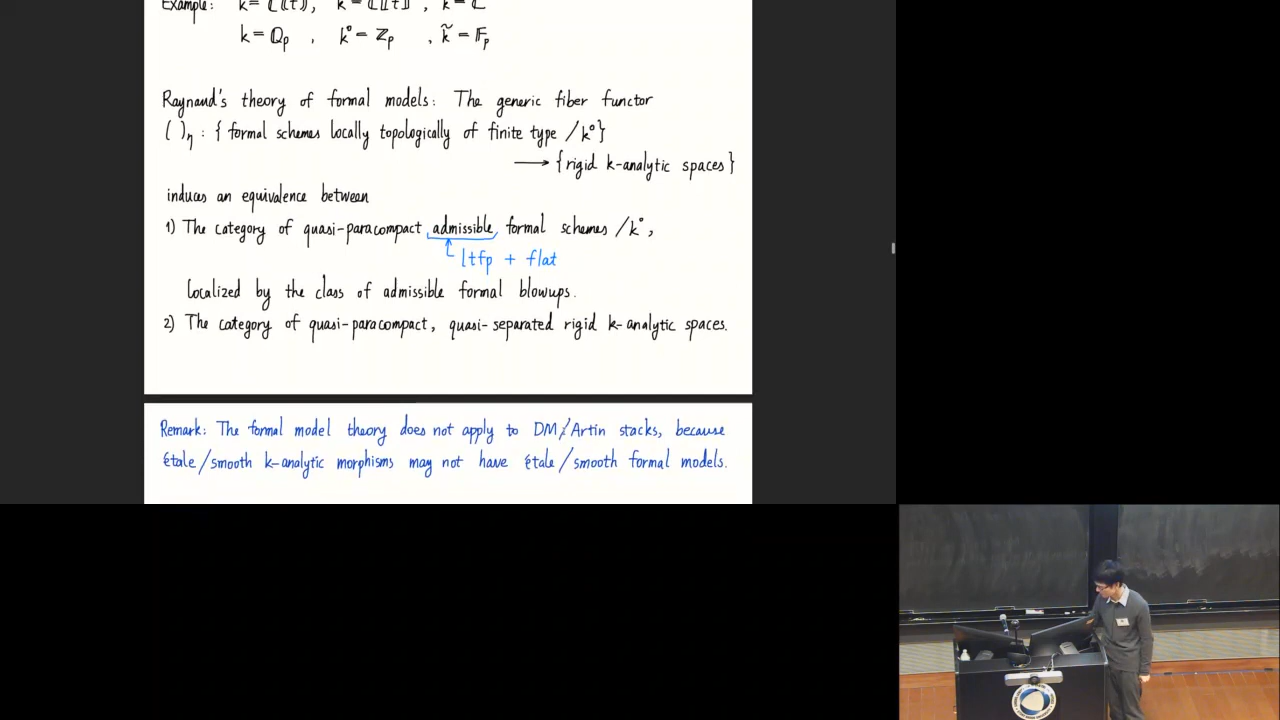 Example: k = ℂ((t)), k° = ℂ[[t]], k̃ = ℂ
k = ℚp , k° = ℤp , k̃ = 𝔽p
Raynaud's theory of formal models: The generic fiber functor
( )η : { formal schemes locally topologically of finite type /k°}
⟶ {rigid k-analytic spaces}
induces an equivalence between
1) The category of quasi-paracompact admissible formal schemes /k°,
ltfp + flat
localized by the class of admissible formal blowups.
2) The category of quasi-paracompact, quasi-separated rigid k-analytic spaces.
Remark: The formal model theory does not apply to DM/Artin stacks, because
étale/smooth k-analytic morphisms may not have étale/smooth formal models.